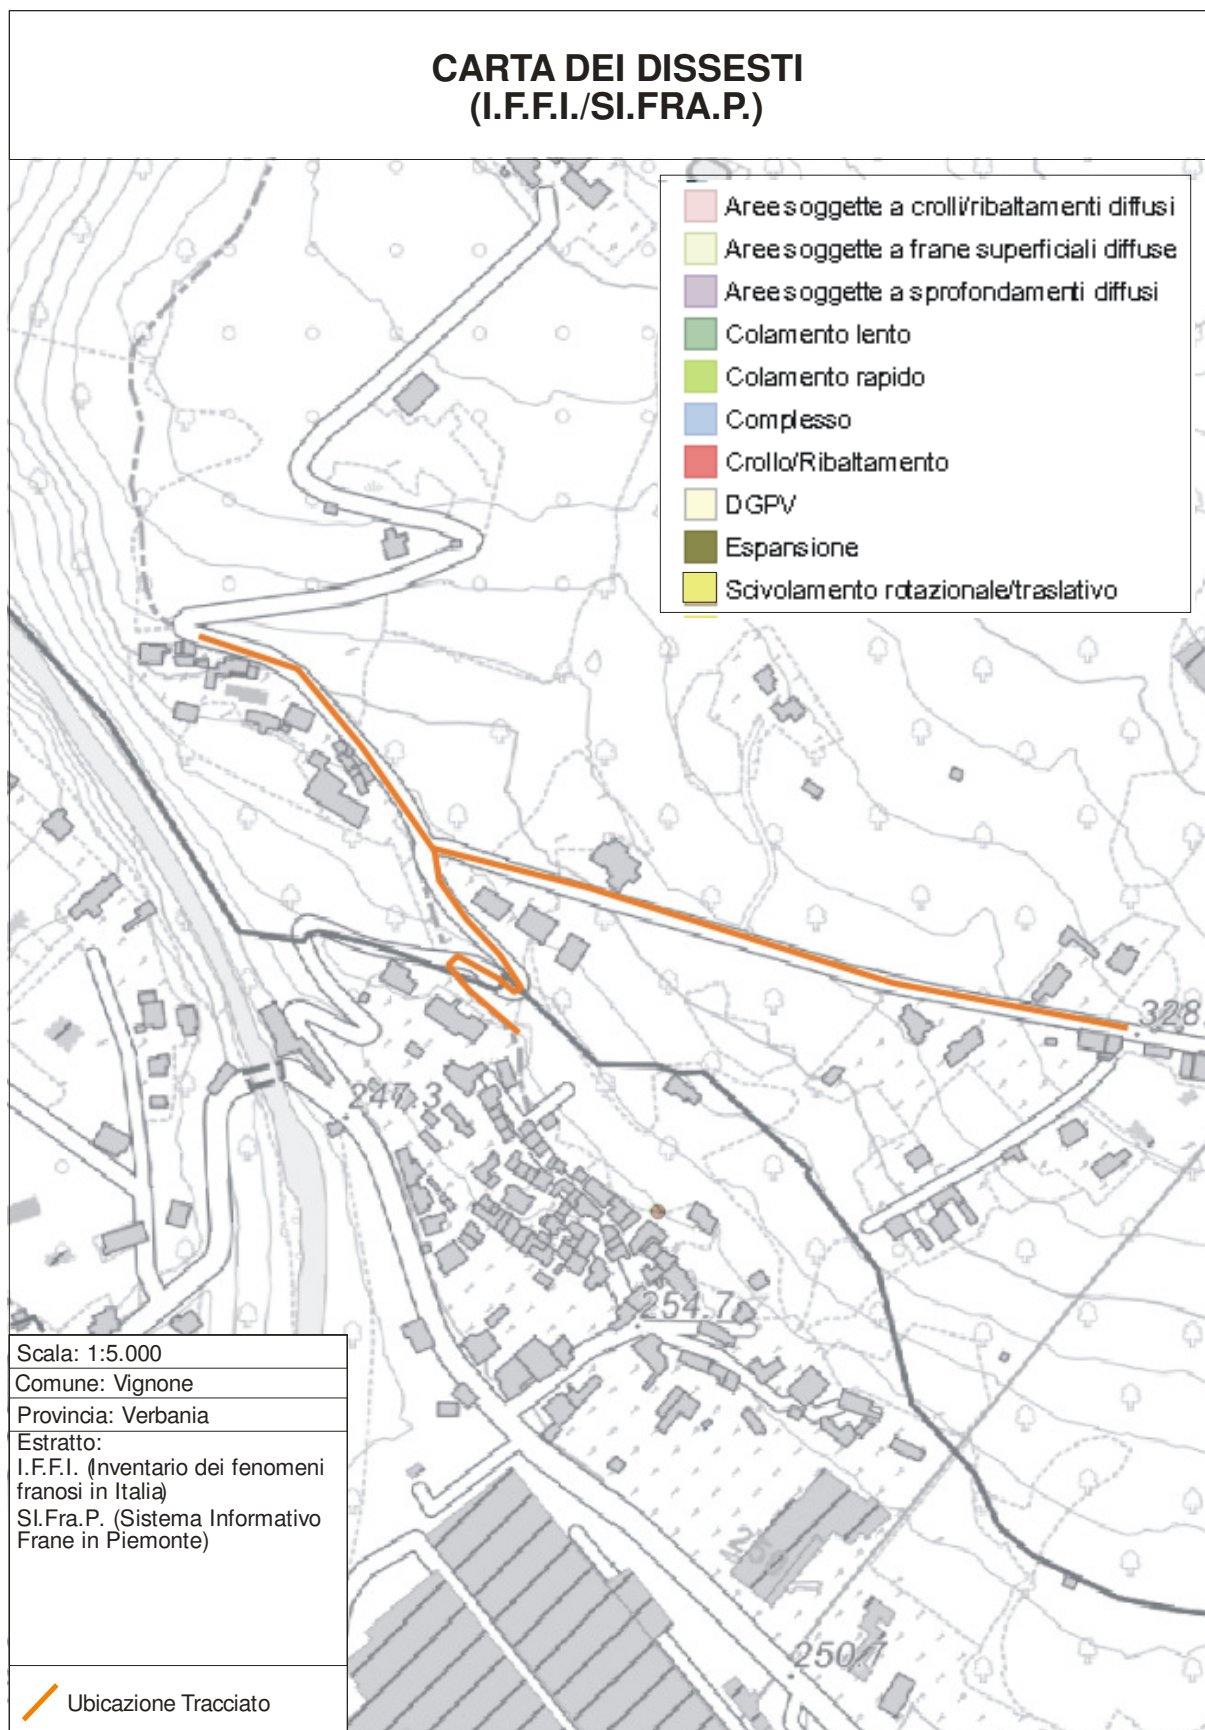 CARTA DEI DISSESTI
(I.F.F.I./SI.FRA.P.)
Aree soggette a crolli/ribaltamenti diffusi
Aree soggette a frane superficiali diffuse
Aree soggette a sprofondamenti diffusi
Colamento lento
Colamento rapido
Complesso
Crollo/Ribaltamento
DGPV
Espansione
Scivolamento rotazionale/traslativo
328.
247.3
254.7
250.7
Scala: 1:5.000
Comune: Vignone
Provincia: Verbania
Estratto:
I.F.F.I. (Inventario dei fenomeni
franosi in Italia)
SI.Fra.P. (Sistema Informativo
Frane in Piemonte)
Ubicazione Tracciato